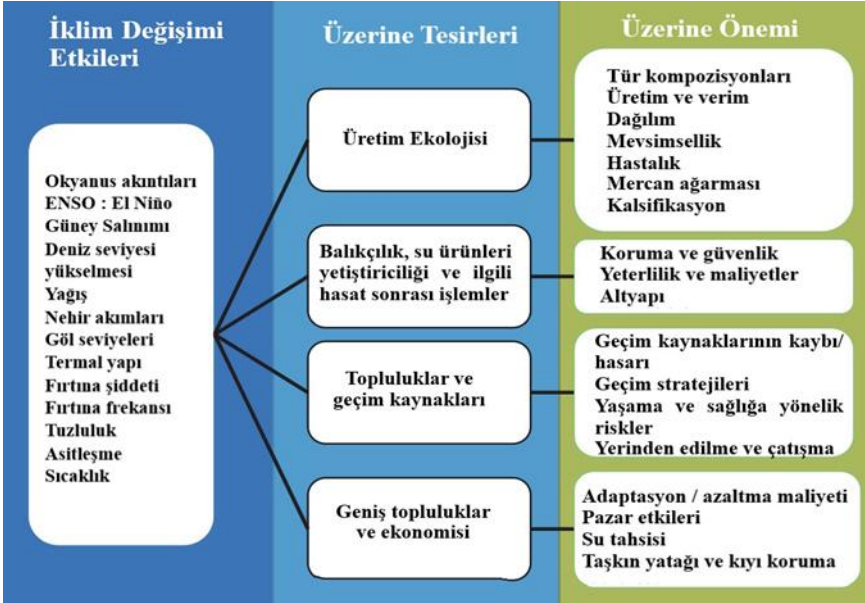 İklim Değişimi
Etkileri
Okyanus akıntıları
ENSO : El Niño
Güney Salınımı
Deniz seviyesi
yükselmesi
Yağış
Nehir akımları
Göl seviyeleri
Termal yapı
Fırtına şiddeti
Fırtına frekansı
Tuzluluk
Asitleşme
Sıcaklık
Üzerine Tesirleri
Üretim Ekolojisi
Balıkçılık, su ürünleri
yetiştiriciliği ve ilgili
hasat sonrası işlemler
Topluluklar ve
geçim kaynakları
Geniş topluluklar
ve ekonomisi
Üzerine Önemi
Tür kompozisyonları
Üretim ve verim
Dağılım
Mevsimsellik
Hastalık
Mercan ağarması
Kalsifikasyon
Koruma ve güvenlik
Yeterlilik ve maliyetler
Altyapı
Geçim kaynaklarının kaybı/
hasarı
Geçim stratejileri
Yaşama ve sağlığa yönelik
riskler
Yerinden edilme ve çatışma
Adaptasyon / azaltma maliyeti
Pazar etkileri
Su tahsisi
Taşkın yatağı ve kıyı koruma